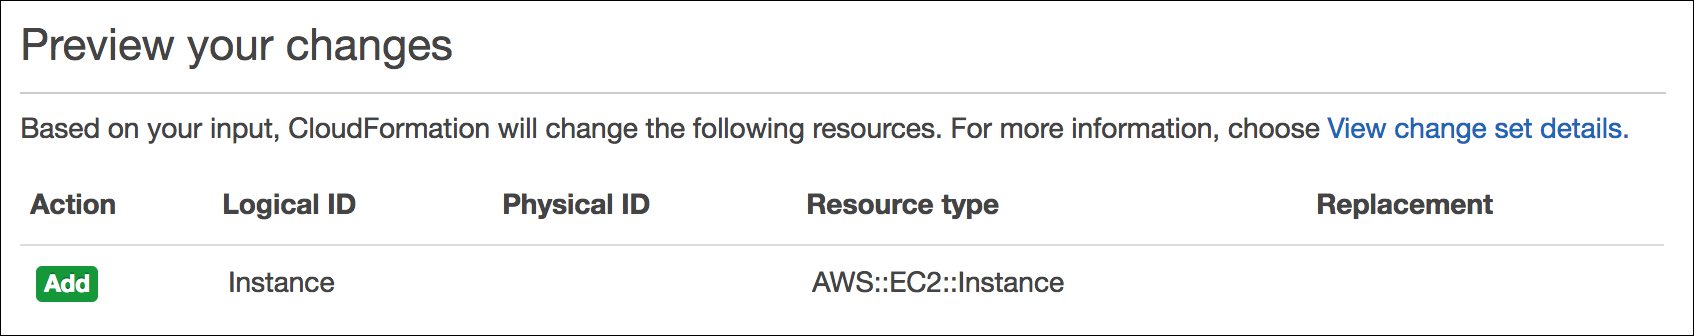 Preview your changes
Based on your input, CloudFormation will change the following resources. For more information, choose View change set details.
Action Logical ID Physical ID Resource type Replacement
Add Instance AWS::EC2::Instance